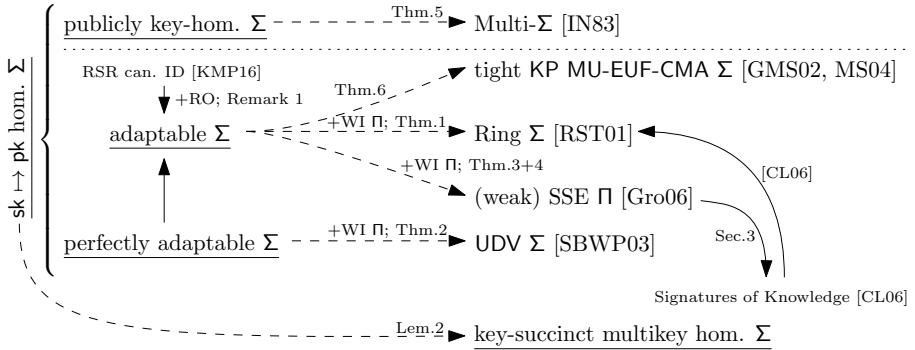 publicly key-hom. Σ
Thm.5
Multi-Σ [IN83]
RSR can. ID [KMP16]
+RO; Remark 1
Thm.6
tight KP MU-EUF-CMA Σ [GMS02, MS04]
adaptable Σ
+WI Π; Thm.1
Ring Σ [RST01]
sk ↦ pk hom. Σ
+WI Π; Thm.3+4
[CL06]
(weak) SSE Π [Gro06]
perfectly adaptable Σ
+WI Π; Thm.2
UDV Σ [SBWP03]
Sec.3
Signatures of Knowledge [CL06]
Lem.2
key-succinct multikey hom. Σ